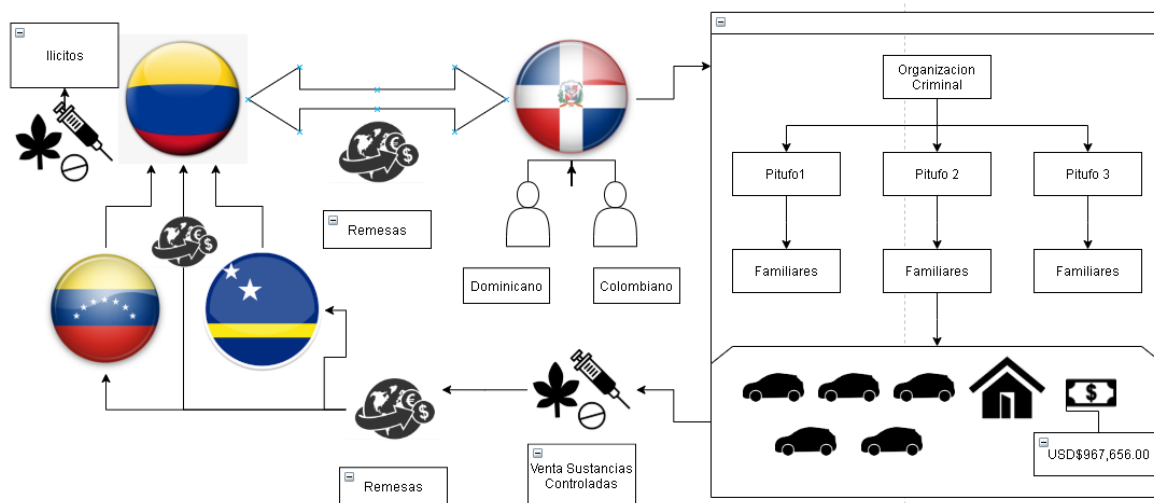 Ilicitos
Organizacion
Criminal
Pitufo1
Pitufo 2
Pitufo 3
Remesas
Familiares
Familiares
Familiares
Dominicano
Colombiano
USD$967,656.00
Remesas
Venta Sustancias
Controladas